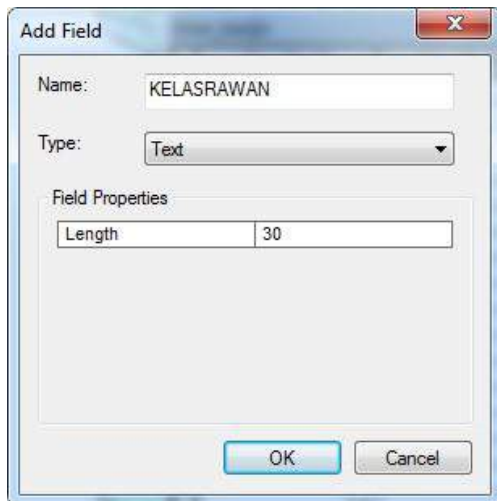 Add Field
Name: KELASRAWAN
Type: Text
Field Properties
Length 30
OK Cancel